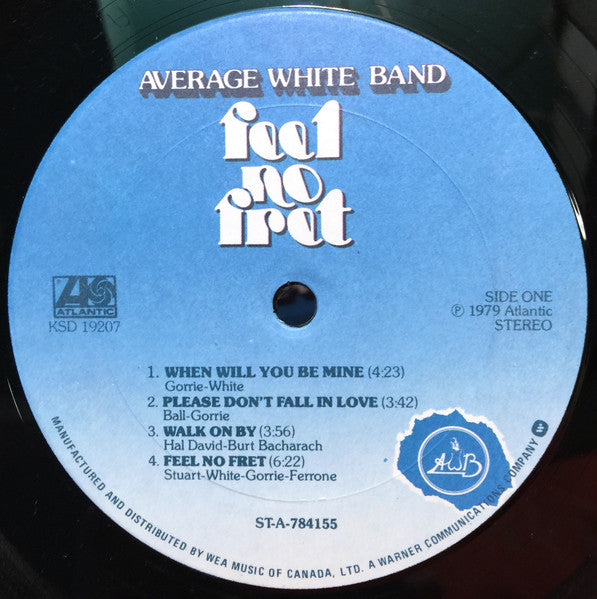 AVERAGE WHITE BAND
feel
no
fret
ATLANTIC
KSD 19207
SIDE ONE
℗ 1979 Atlantic
STEREO
1. WHEN WILL YOU BE MINE (4:23)
Gorrie-White
2. PLEASE DON'T FALL IN LOVE (3:42)
Ball-Gorrie
3. WALK ON BY (3:56)
Hal David-Burt Bacharach
4. FEEL NO FRET (6:22)
Stuart-White-Gorrie-Ferrone
AWB
ST-A-784155
MANUFACTURED AND DISTRIBUTED BY WEA MUSIC OF CANADA, LTD. A WARNER COMMUNICATIONS COMPANY